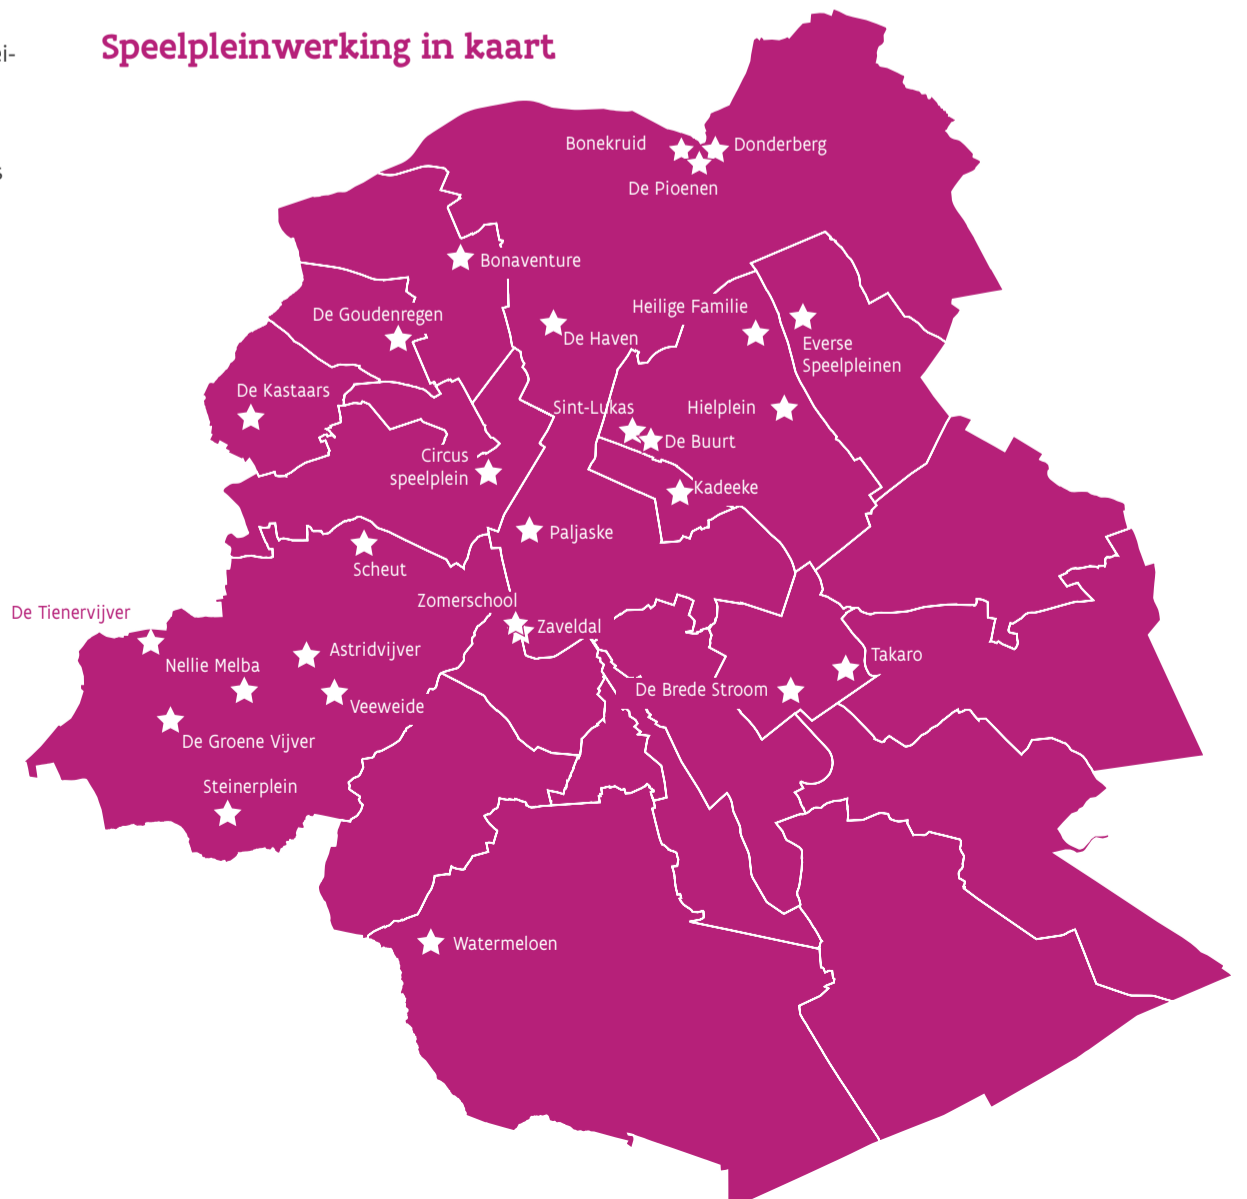 ei-
Speelpleinwerking in kaart
s
Bonekruid
Donderberg
De Pioenen
Bonaventure
Heilige Familie
De Goudenregen
De Haven
Everse
Speelpleinen
De Kastaars
Sint-Lukas
Hielplein
De Buurt
Circus
speelplein
Kadeeke
Paljaske
Scheut
Zomerschool
De Tienervijver
Zaveldal
Astridvijver
Takaro
Nellie Melba
De Brede Stroom
Veeweide
De Groene Vijver
Steinerplein
Watermeloen